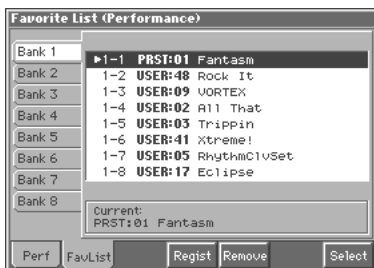 Favorite List (Performance)
Bank 1
Bank 2
Bank 3
Bank 4
Bank 5
Bank 6
Bank 7
Bank 8
▶1-1 PRST:01 Fantasm
1-2 USER:48 Rock It
1-3 USER:09 VORTEX
1-4 USER:02 All That
1-5 USER:03 Trippin
1-6 USER:41 Xtreme!
1-7 USER:05 RhythmClvSet
1-8 USER:17 Eclipse
Current:
PRST:01 Fantasm
Perf FavList Regist Remove Select